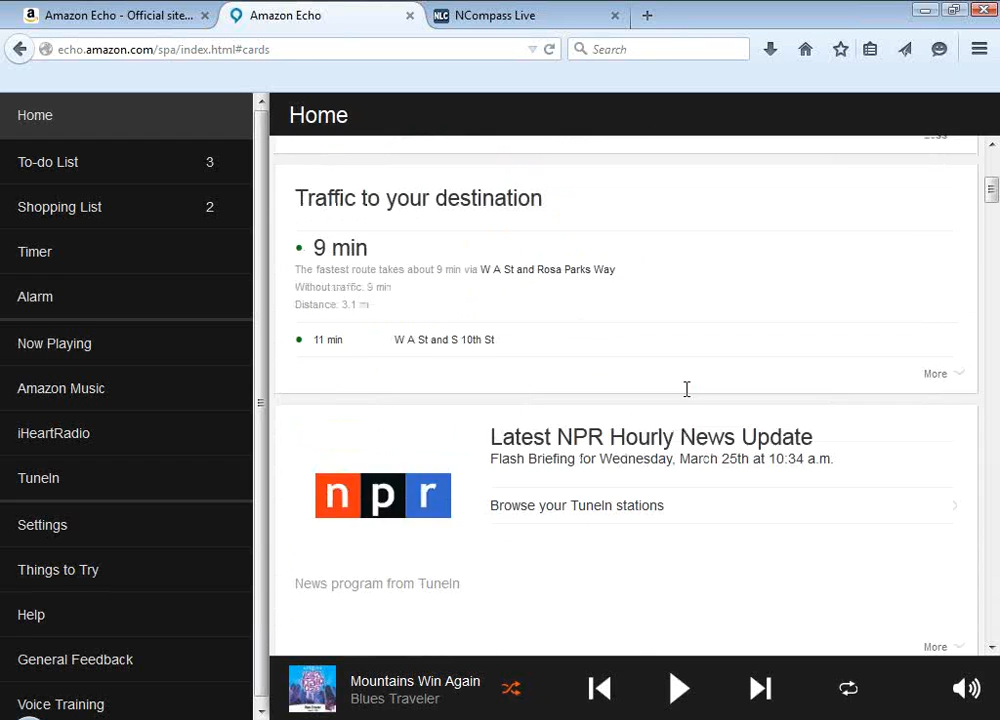 Amazon Echo - Official site...
Amazon Echo
NLC NCompass Live
echo.amazon.com/spa/index.html#cards
Search
Home
To-do List 3
Shopping List 2
Timer
Alarm
Now Playing
Amazon Music
iHeartRadio
TuneIn
Settings
Things to Try
Help
General Feedback
Voice Training
Home
Less
Traffic to your destination
9 min
The fastest route takes about 9 min via W A St and Rosa Parks Way
Without traffic: 9 min
Distance: 3.1 mi
11 min W A St and S 10th St
More
npr
Latest NPR Hourly News Update
Flash Briefing for Wednesday, March 25th at 10:34 a.m.
Browse your TuneIn stations
News program from TuneIn
More
Mountains Win Again
Blues Traveler